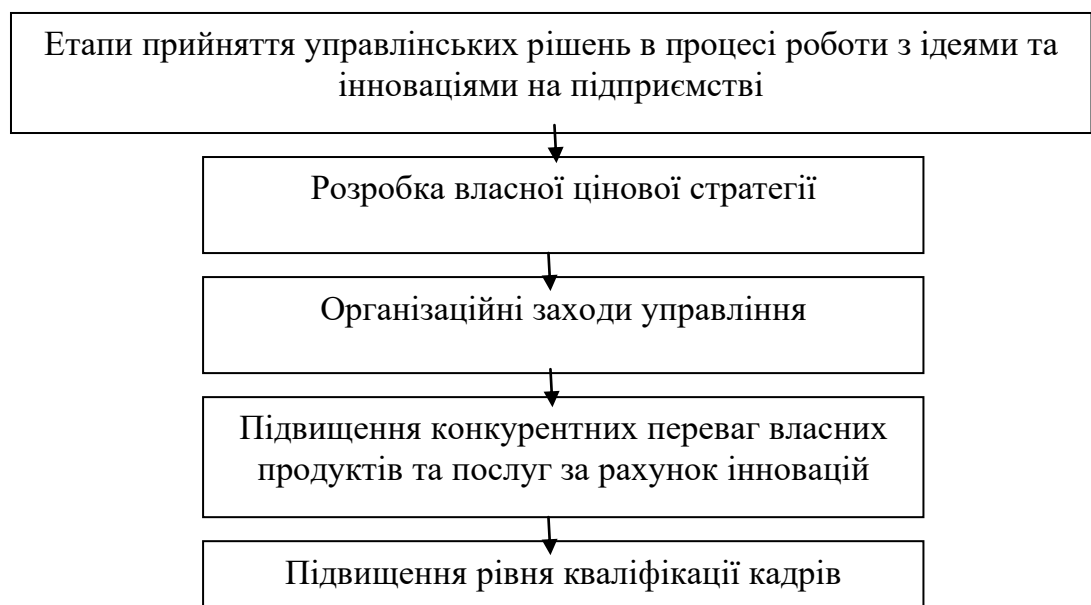 Етапи прийняття управлінських рішень в процесі роботи з ідеями та
інноваціями на підприємстві
Розробка власної цінової стратегії
Організаційні заходи управління
Підвищення конкурентних переваг власних
продуктів та послуг за рахунок інновацій
Підвищення рівня кваліфікації кадрів